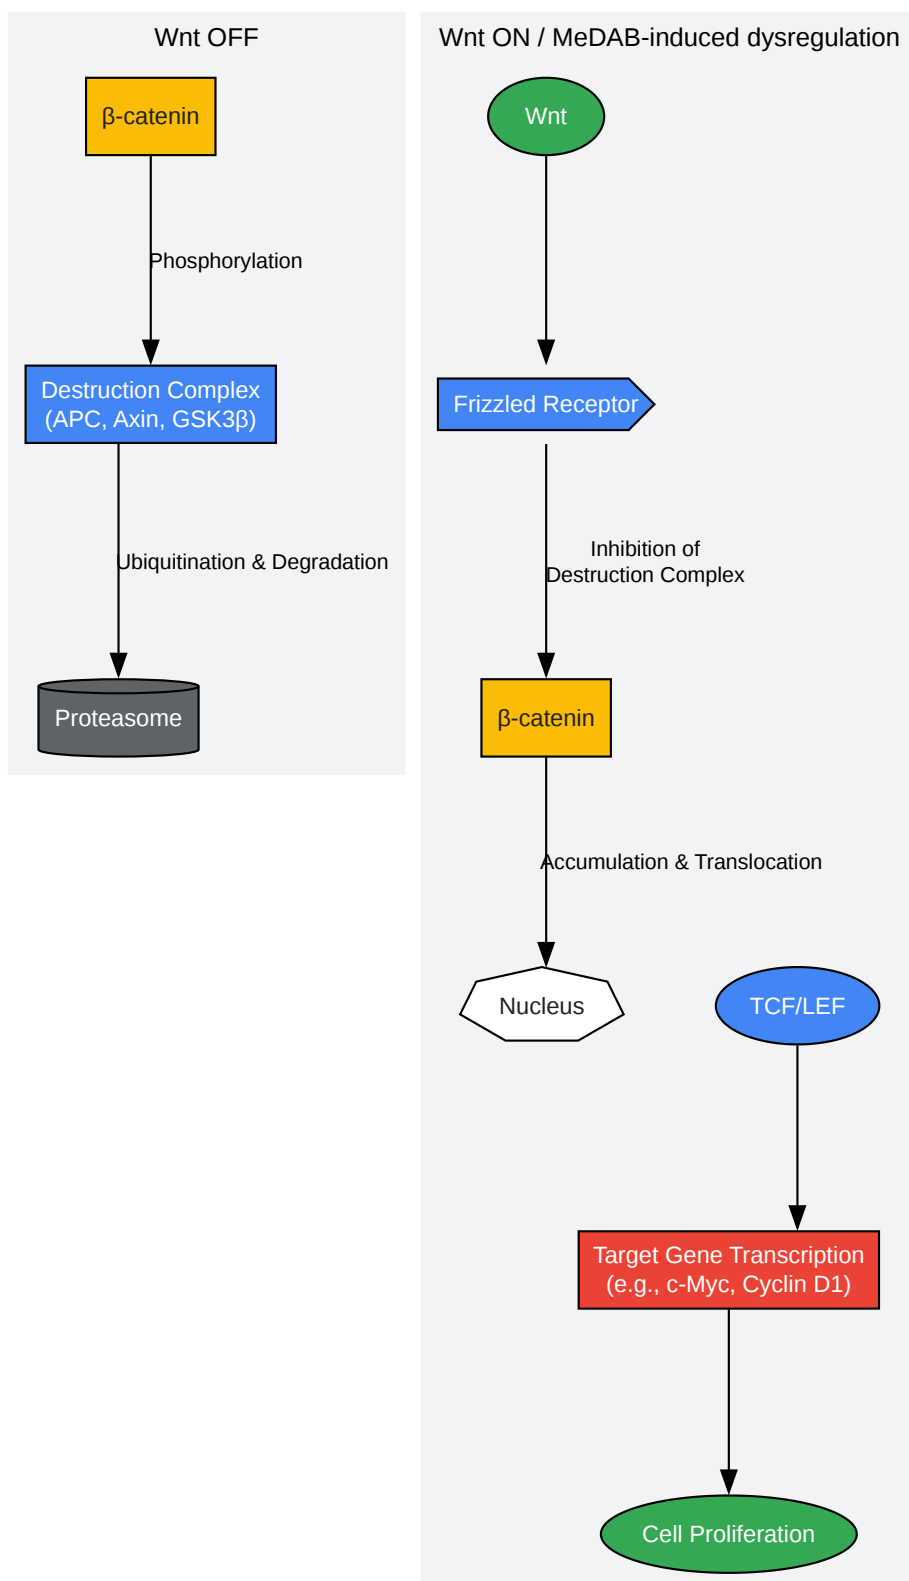 Wnt OFF
β-catenin
Phosphorylation
Destruction Complex
(APC, Axin, GSK3β)
Ubiquitination & Degradation
Proteasome
Wnt ON / MeDAB-induced dysregulation
Wnt
Frizzled Receptor
Inhibition of
Destruction Complex
β-catenin
Accumulation & Translocation
Nucleus
TCF/LEF
Target Gene Transcription
(e.g., c-Myc, Cyclin D1)
Cell Proliferation